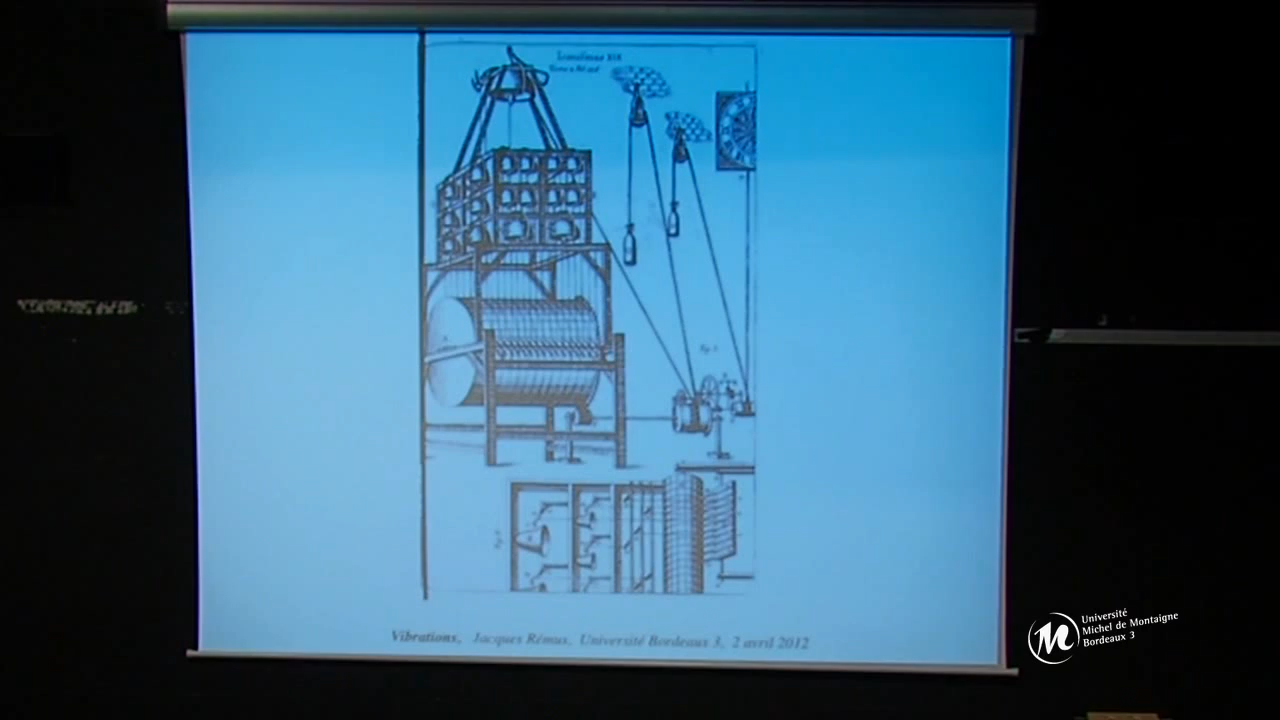 Vibrations, Jacques Rémus, Université Bordeaux 3, 2 avril 2012
Université
Michel de Montaigne
Bordeaux 3